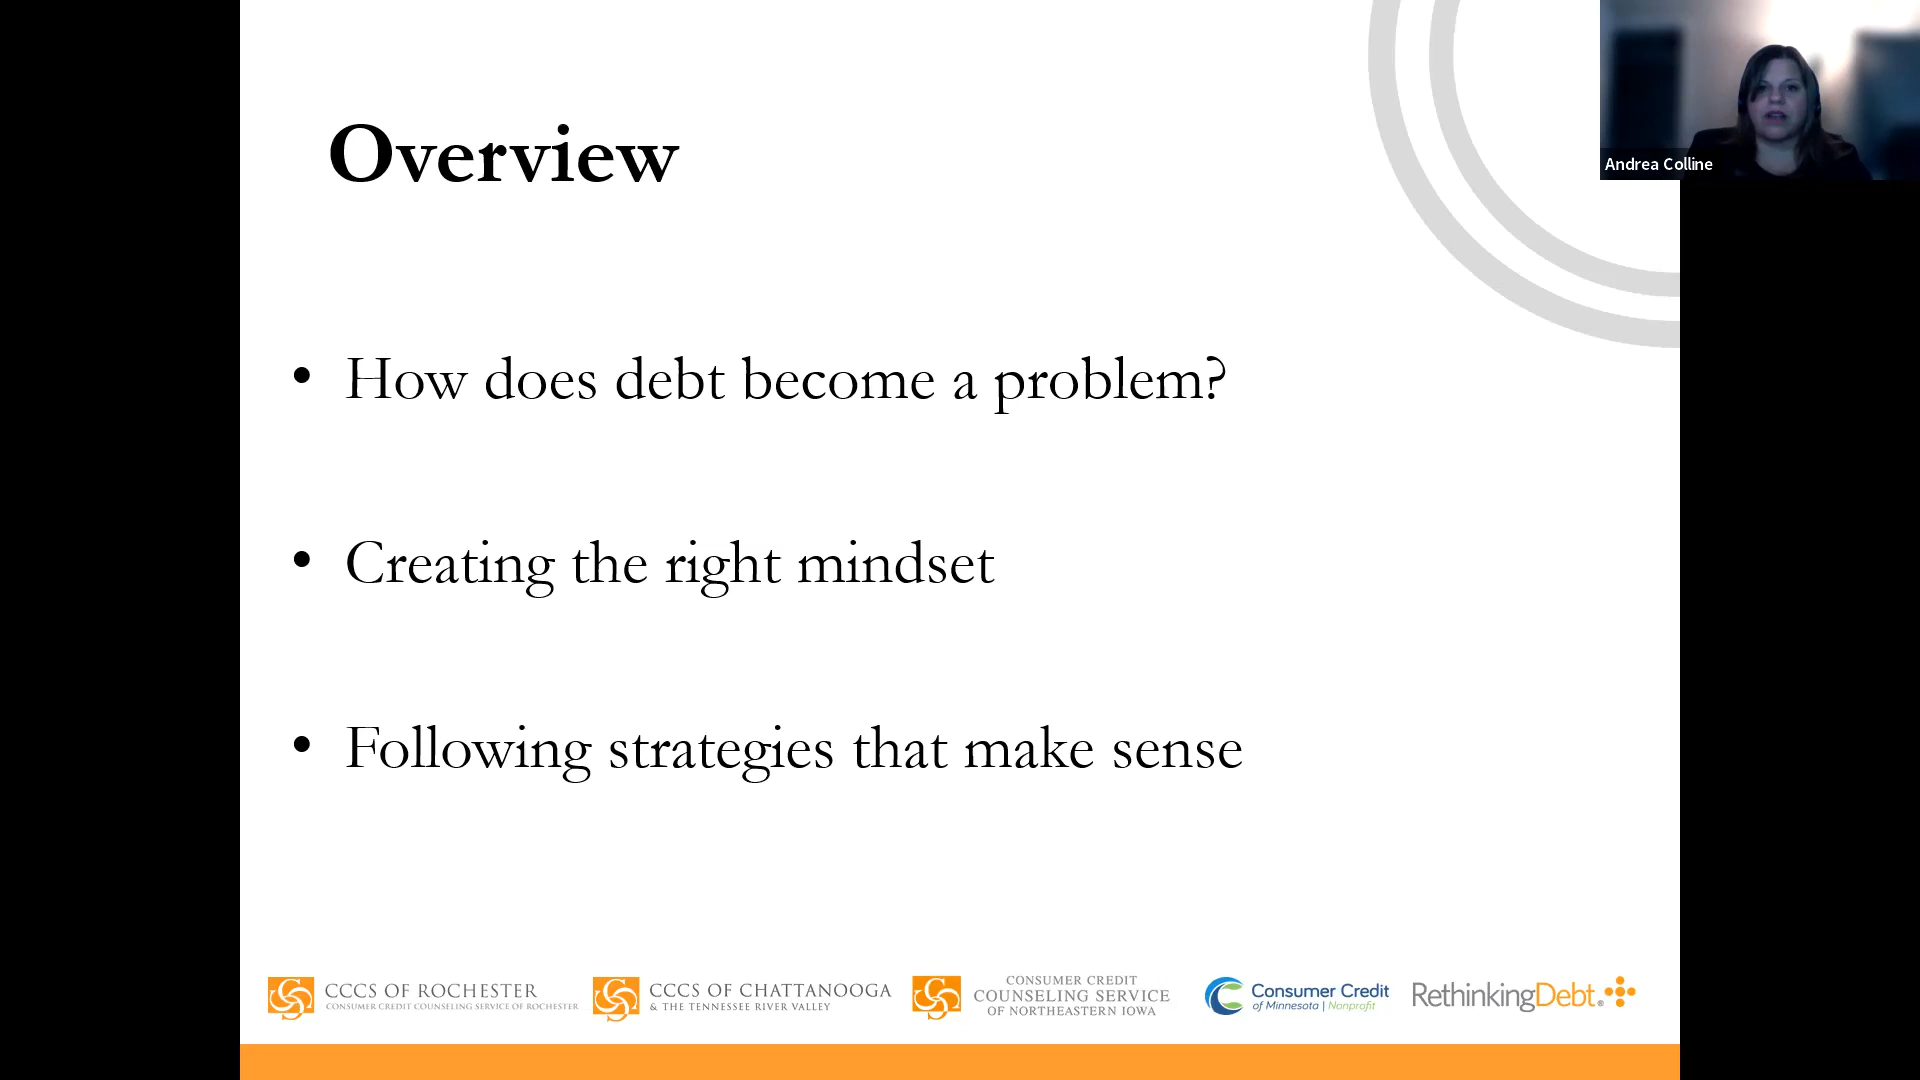 Overview
Andrea Colline
• How does debt become a problem?
• Creating the right mindset
• Following strategies that make sense
CCCS OF ROCHESTER
CONSUMER CREDIT COUNSELING SERVICE OF ROCHESTER
CCCS OF CHATTANOOGA
& THE TENNESSEE RIVER VALLEY
CONSUMER CREDIT
COUNSELING SERVICE
OF NORTHEASTERN IOWA
Consumer Credit
of Minnesota | Nonprofit
RethinkingDebt®